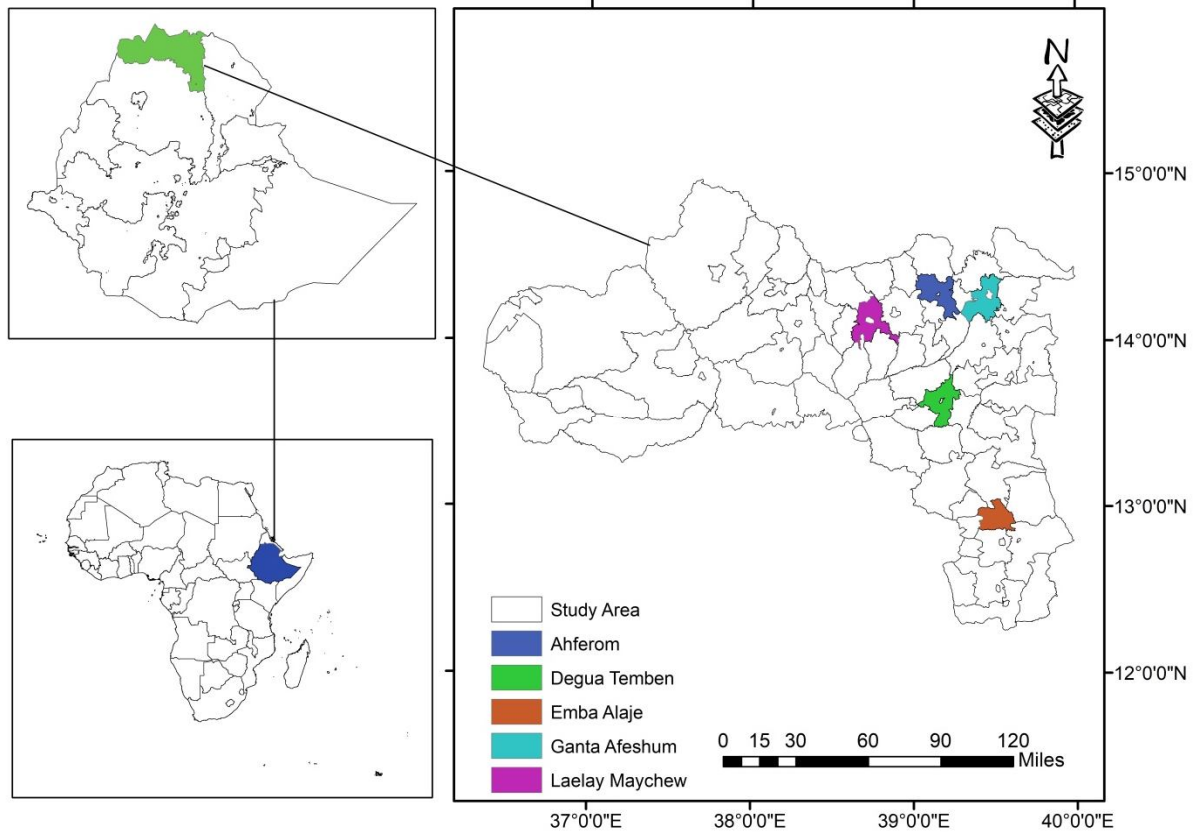 N
15°0'0"N
14°0'0"N
13°0'0"N
12°0'0"N
Study Area
Ahferom
Degua Temben
Emba Alaje
Ganta Afeshum
Laelay Maychew
0 15 30 60 90 120
Miles
37°0'0"E 38°0'0"E 39°0'0"E 40°0'0"E